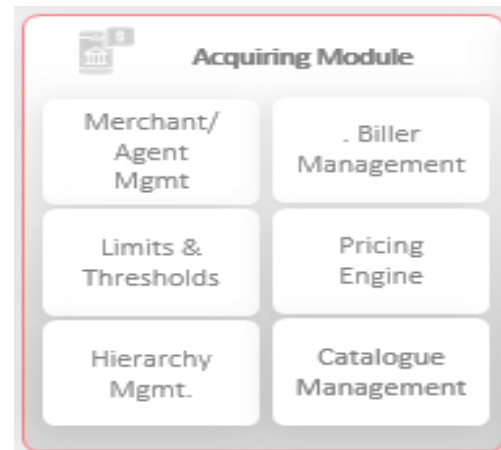 Acquiring Module
Merchant/
Agent
Mgmt
. Biller
Management
Limits &
Thresholds
Pricing
Engine
Hierarchy
Mgmt.
Catalogue
Management